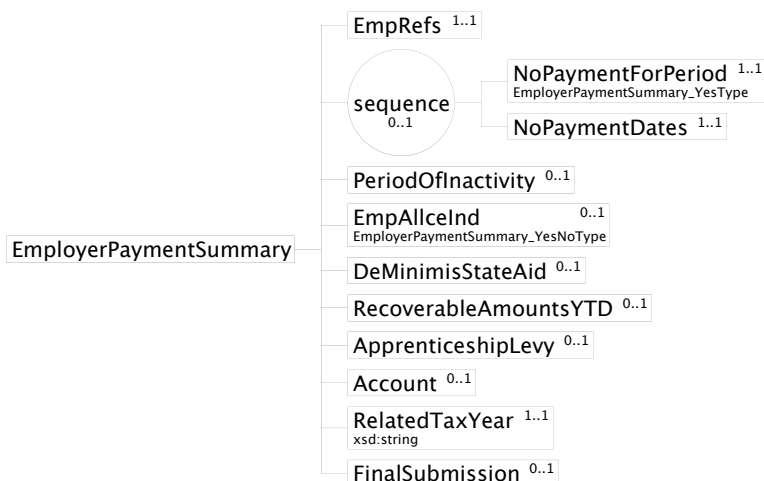 EmpRefs 1..1
sequence
0..1
NoPaymentForPeriod 1..1
EmployerPaymentSummary_YesType
NoPaymentDates 1..1
PeriodOfInactivity 0..1
EmpAllceInd 0..1
EmployerPaymentSummary_YesNoType
EmployerPaymentSummary
DeMinimisStateAid 0..1
RecoverableAmountsYTD 0..1
ApprenticeshipLevy 0..1
Account 0..1
RelatedTaxYear 1..1
xsd:string
FinalSubmission 0..1